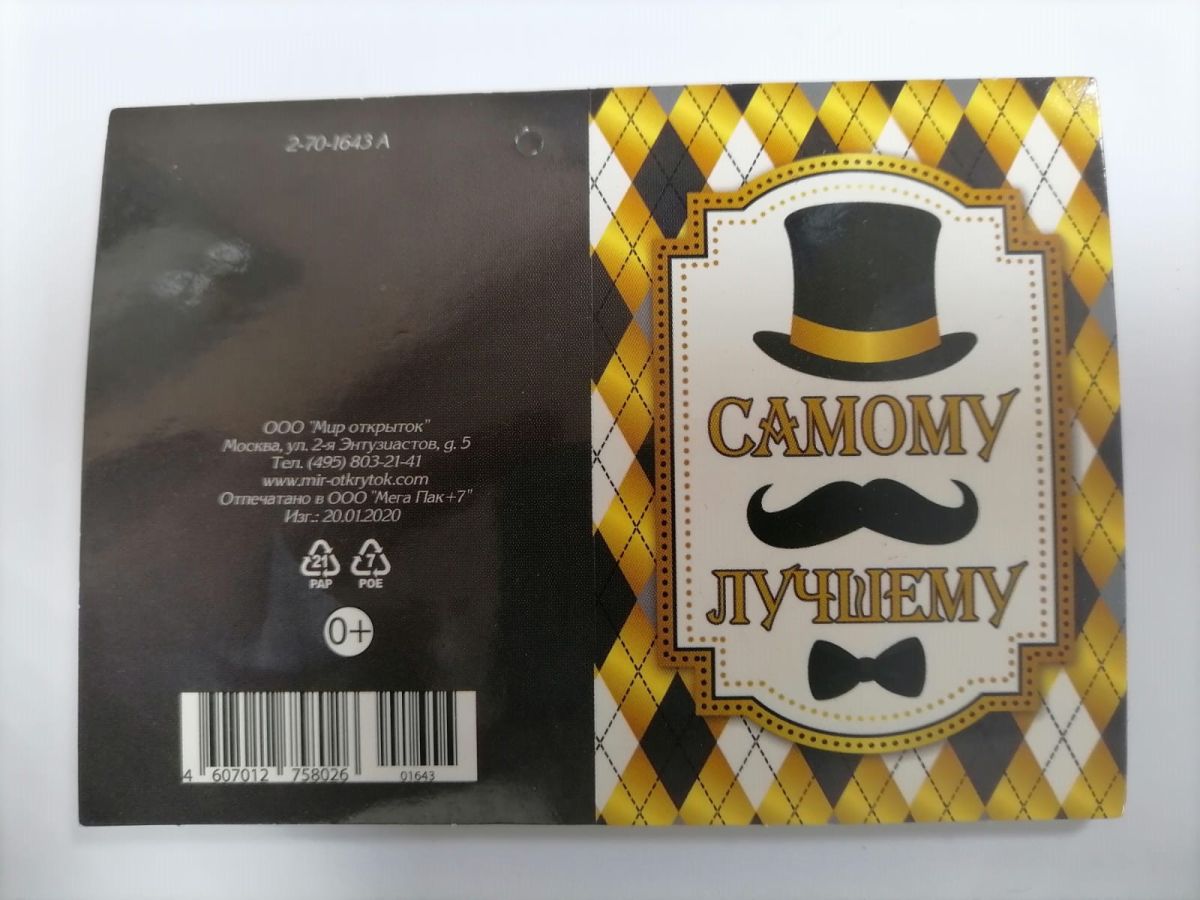 2-70-1643 А
ООО "Мир открыток"
Москва, ул. 2-я Энтузиастов, д. 5
Тел. (495) 803-21-41
www.mir-otkrytok.com
Отпечатано в ООО "Мега Пак+7"
Изг.: 20.01.2020
21 7
PAP POE
0+
4 607012 758026 01643
САМОМУ
ЛУЧШЕМУ